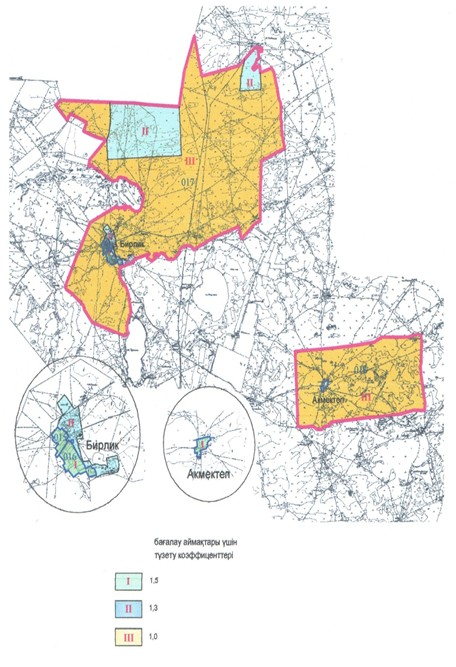 II
II
III
017
Бирлик
Акмектеп
III
II
Бирлик
016
I
I
Акмектеп
бағалау аймақтары үшін
түзету коэффиценттері
I 1,5
II 1,3
III 1,0